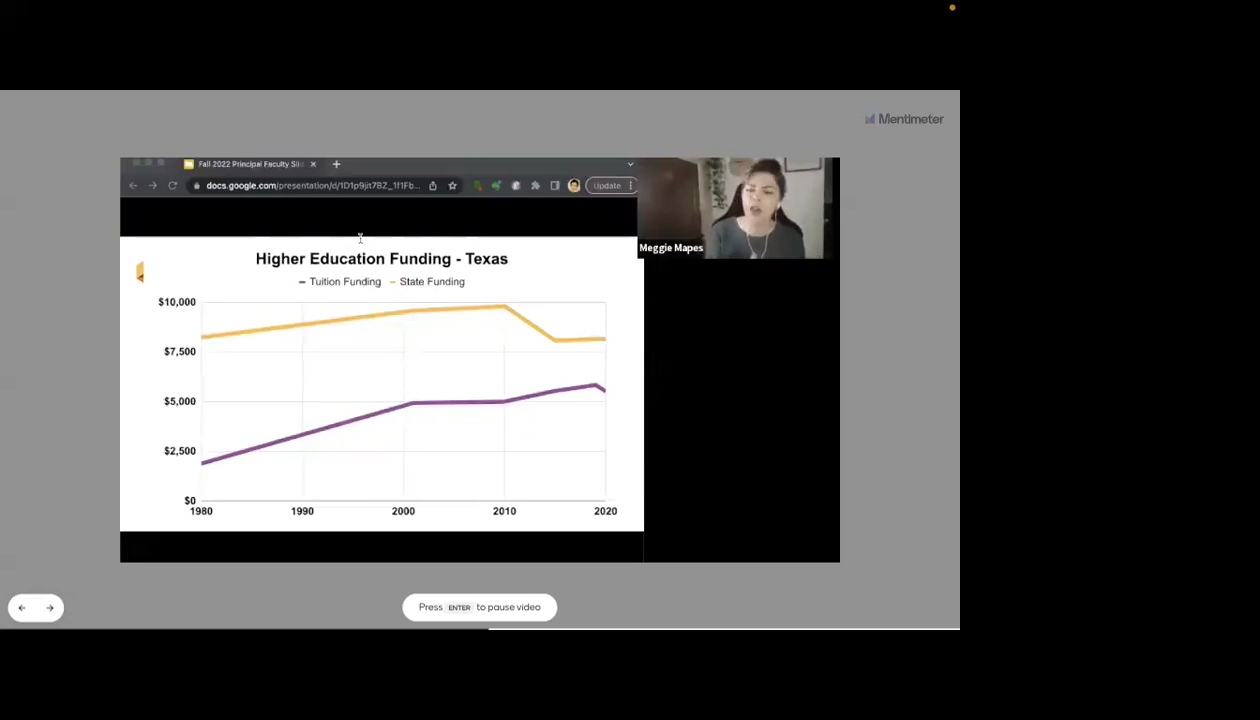 Mentimeter
Fall 2022 Principal Faculty Sli
docs.google.com/presentation/d/1D1p9jit7BZ_1f1Fb...
Update
Meggie Mapes
Higher Education Funding - Texas
Tuition Funding State Funding
$10,000
$7,500
$5,000
$2,500
$0
1980 1990 2000 2010 2020
Press ENTER to pause video